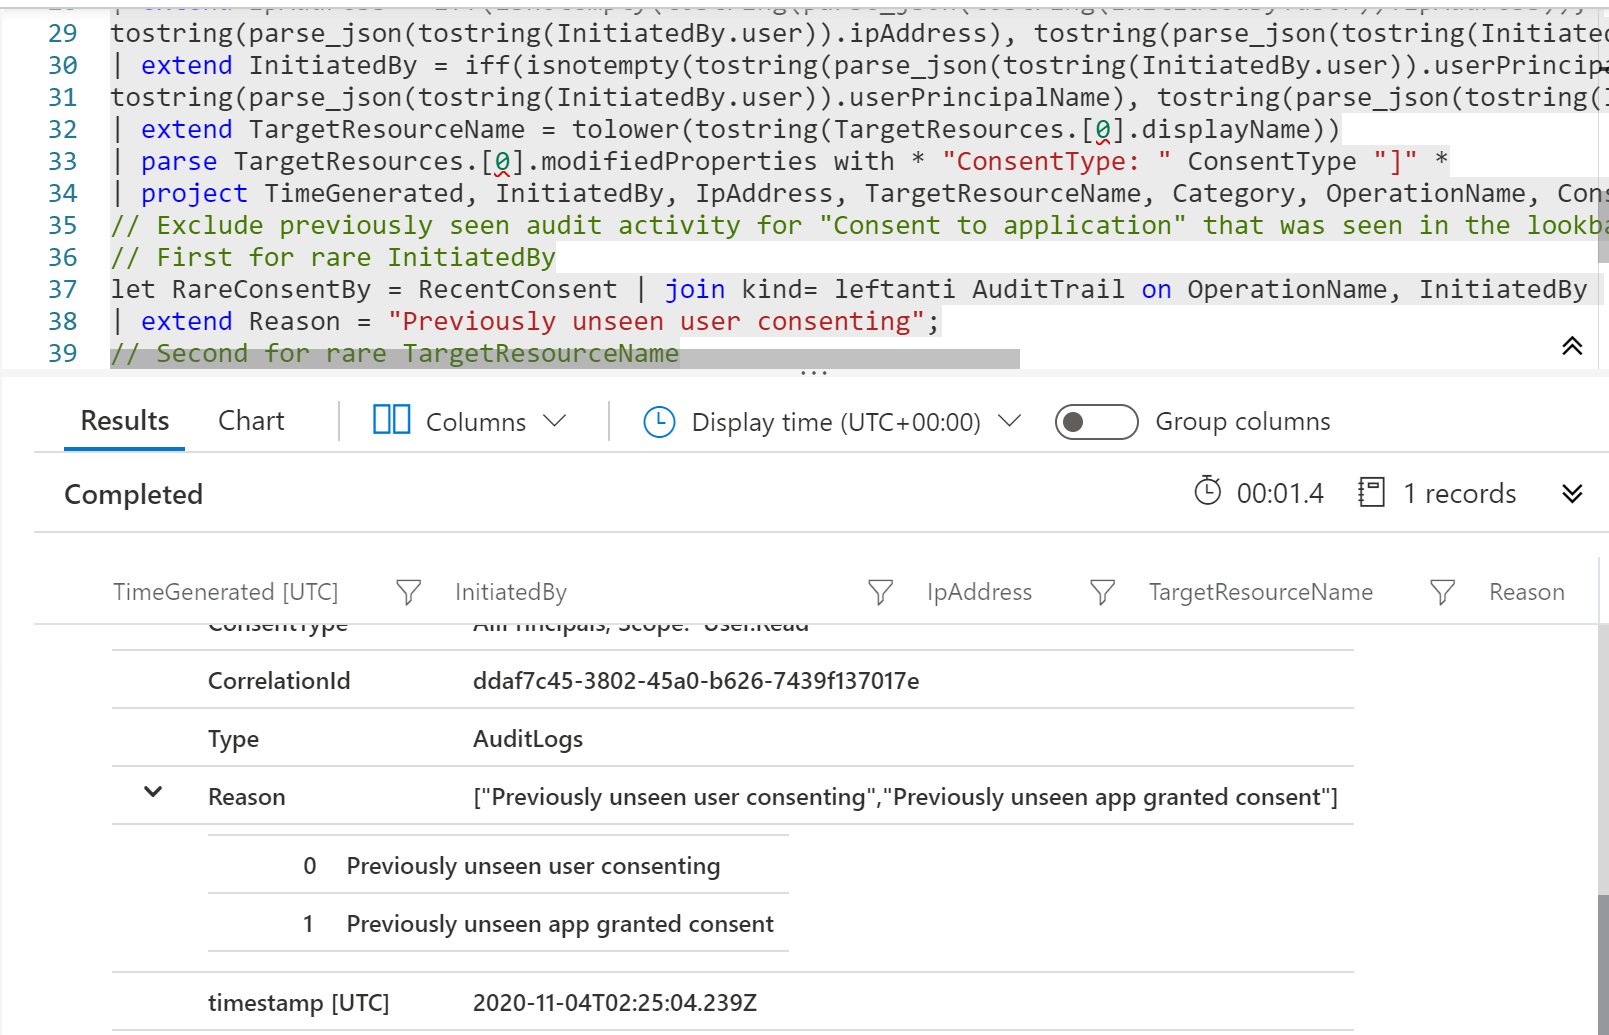 29 tostring(parse_json(tostring(InitiatedBy.user)).ipAddress), tostring(parse_json(tostring(Initiated
30 | extend InitiatedBy = iff(isnotempty(tostring(parse_json(tostring(InitiatedBy.user)).userPrincipa
31 tostring(parse_json(tostring(InitiatedBy.user)).userPrincipalName), tostring(parse_json(tostring(I
32 | extend TargetResourceName = tolower(tostring(TargetResources.[0].displayName))
33 | parse TargetResources.[0].modifiedProperties with * "ConsentType: " ConsentType "]" *
34 | project TimeGenerated, InitiatedBy, IpAddress, TargetResourceName, Category, OperationName, Cons
35 // Exclude previously seen audit activity for "Consent to application" that was seen in the lookba
36 // First for rare InitiatedBy
37 let RareConsentBy = RecentConsent | join kind= leftanti AuditTrail on OperationName, InitiatedBy
38 | extend Reason = "Previously unseen user consenting";
39 // Second for rare TargetResourceName
Results Chart Columns Display time (UTC+00:00) Group columns
Completed 00:01.4 1 records
TimeGenerated [UTC] InitiatedBy IpAddress TargetResourceName Reason
ConsentType AllPrincipals, Scope: User.Read
CorrelationId ddaf7c45-3802-45a0-b626-7439f137017e
Type AuditLogs
Reason ["Previously unseen user consenting","Previously unseen app granted consent"]
0 Previously unseen user consenting
1 Previously unseen app granted consent
timestamp [UTC] 2020-11-04T02:25:04.239Z